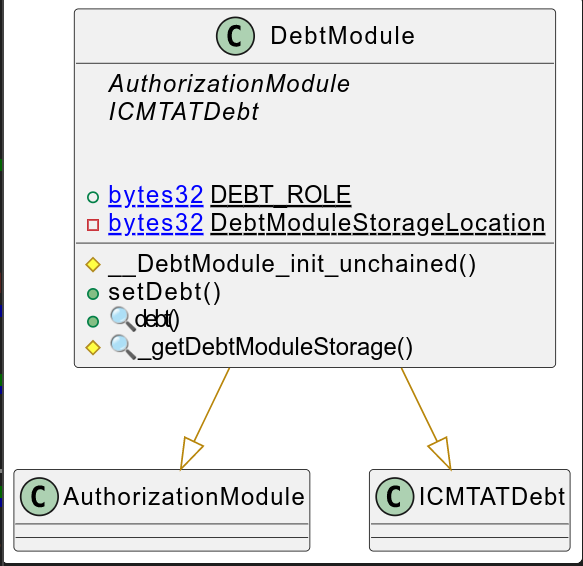 C DebtModule
AuthorizationModule
ICMTATDebt
bytes32 DEBT_ROLE
bytes32 DebtModuleStorageLocation
__DebtModule_init_unchained()
setDebt()
🔍debt()
🔍_getDebtModuleStorage()
C AuthorizationModule
C ICMTATDebt